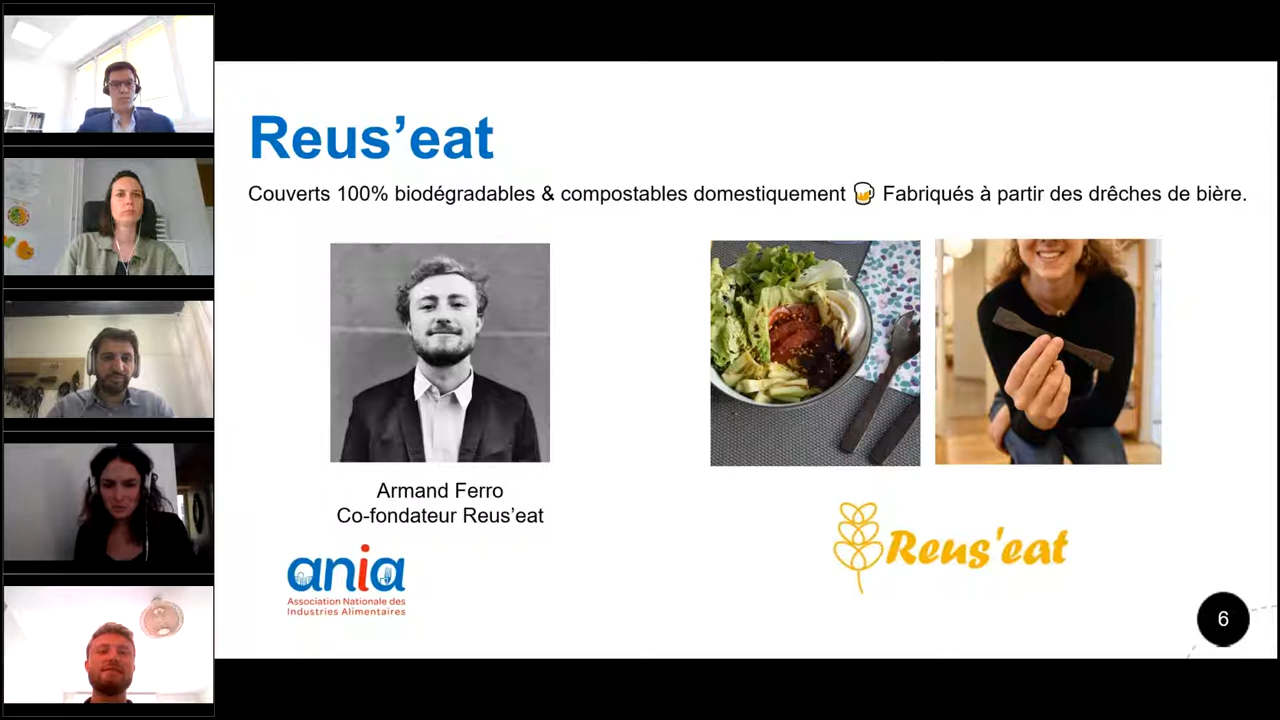 Reus’eat
Couverts 100% biodégradables & compostables domestiquement 🍺 Fabriqués à partir des drêches de bière.
Armand Ferro
Co-fondateur Reus’eat
ania
Association Nationale des
Industries Alimentaires
Reus'eat
6